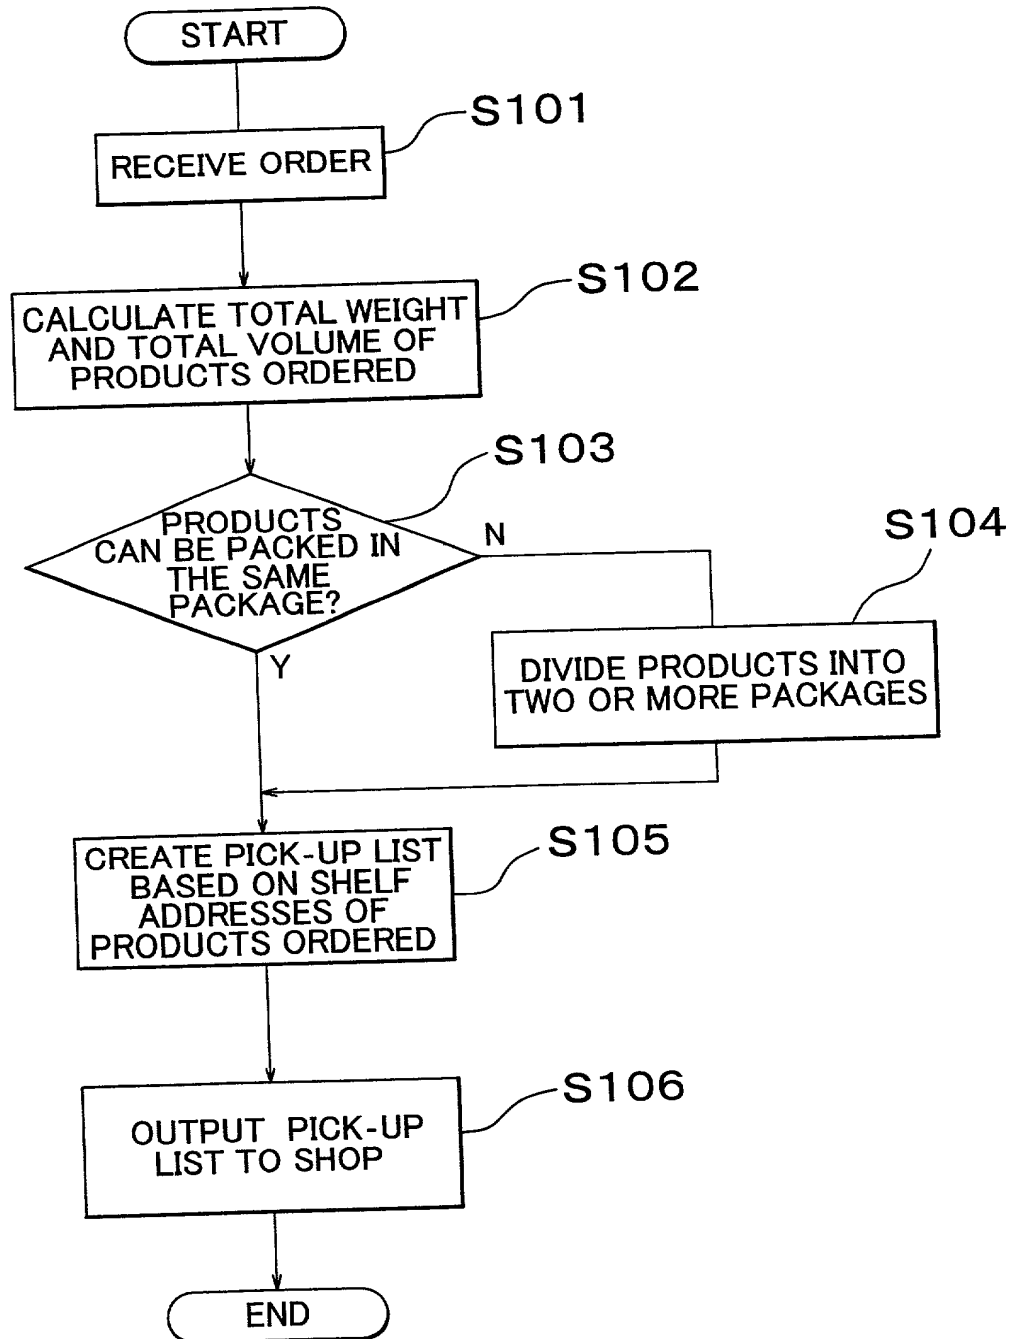 START
S101
RECEIVE ORDER
S102
CALCULATE TOTAL WEIGHT
AND TOTAL VOLUME OF
PRODUCTS ORDERED
S103
PRODUCTS
CAN BE PACKED IN
THE SAME
PACKAGE?
N
Y
S104
DIVIDE PRODUCTS INTO
TWO OR MORE PACKAGES
S105
CREATE PICK-UP LIST
BASED ON SHELF
ADDRESSES OF
PRODUCTS ORDERED
S106
OUTPUT PICK-UP
LIST TO SHOP
END